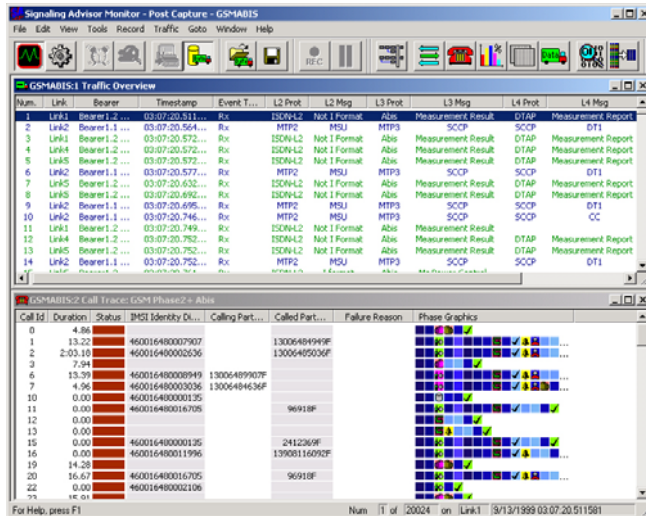 Signaling Advisor Monitor - Post Capture - GSMABIS
File Edit View Tools Record Traffic Goto Window Help
REC Data
GSMABIS:1 Traffic Overview
Num. Link Bearer Timestamp Event T... L2 Prot L2 Msg L3 Prot L3 Msg L4 Prot L4 Msg
1 Link1 Bearer1.2 ... 03:07:20.511... Rx ISDN-L2 Not I Format Abis Measurement Result DTAP Measurement Report
2 Link2 Bearer1.1 ... 03:07:20.564... Rx MTP2 MSU MTP3 SCCP SCCP DT1
3 Link1 Bearer1.2 ... 03:07:20.572... Rx ISDN-L2 Not I Format Abis Measurement Result DTAP Measurement Report
4 Link4 Bearer1.2 ... 03:07:20.572... Rx ISDN-L2 Not I Format Abis Measurement Result DTAP Measurement Report
5 Link5 Bearer1.2 ... 03:07:20.572... Rx ISDN-L2 Not I Format Abis Measurement Result DTAP Measurement Report
6 Link2 Bearer1.1 ... 03:07:20.577... Rx MTP2 MSU MTP3 SCCP SCCP DT1
7 Link5 Bearer1.2 ... 03:07:20.632... Rx ISDN-L2 Not I Format Abis Measurement Result DTAP Measurement Report
8 Link5 Bearer1.2 ... 03:07:20.692... Rx ISDN-L2 Not I Format Abis Measurement Result DTAP Measurement Report
9 Link2 Bearer1.1 ... 03:07:20.695... Rx MTP2 MSU MTP3 SCCP SCCP DT1
10 Link2 Bearer1.1 ... 03:07:20.746... Rx MTP2 MSU MTP3 SCCP SCCP CC
11 Link1 Bearer1.2 ... 03:07:20.749... Rx ISDN-L2 Not I Format Abis Measurement Result
12 Link4 Bearer1.2 ... 03:07:20.752... Rx ISDN-L2 Not I Format Abis Measurement Result DTAP Measurement Report
13 Link5 Bearer1.2 ... 03:07:20.752... Rx ISDN-L2 Not I Format Abis Measurement Result DTAP Measurement Report
14 Link2 Bearer1.1 ... 03:07:20.752... Rx MTP2 MSU MTP3 SCCP SCCP DT1
GSMABIS:2 Call Trace: GSM Phase2+ Abis
Call Id Duration Status IMSI Identity Di... Calling Part... Called Part... Failure Reason Phase Graphics
0 4.86
1 13.22 460016480007907 13006484949F ...
2 2:03.18 460016480002636 13006485036F ...
3 7.94
6 13.39 460016480008949 13006489907F ...
7 4.96 460016480003036 13006484636F ...
10 0.00 460016480000135
11 0.00 460016480016705 96918F
12 0.00
13 0.00
15 0.00 460016480000135 2412369F ...
16 0.00 460016480011996 13908116092F ...
19 14.28
20 16.67 460016480016705 96918F ...
22 0.00 460016480002106
23 15.91
For Help, press F1 Num 1 of 20024 on Link1 9/13/1999 03:07:20.511581